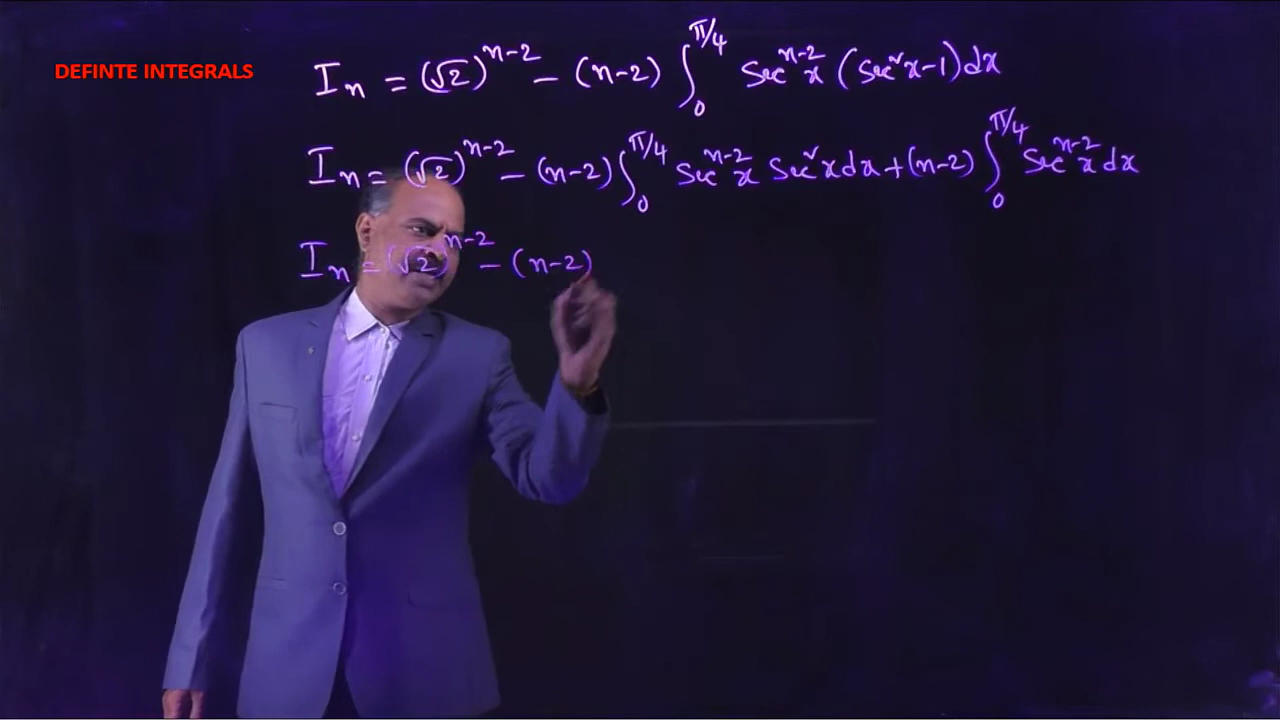 DEFINTE INTEGRALS
Iₙ = (√2)ⁿ⁻² − (n−2) ∫₀^{π/4} Secⁿ⁻²x (Sec²x−1)dx
Iₙ = (√2)ⁿ⁻² − (n−2) ∫₀^{π/4} Secⁿ⁻²x Sec²x dx + (n−2) ∫₀^{π/4} Secⁿ⁻²x dx
Iₙ = (√2)ⁿ⁻² − (n−2)